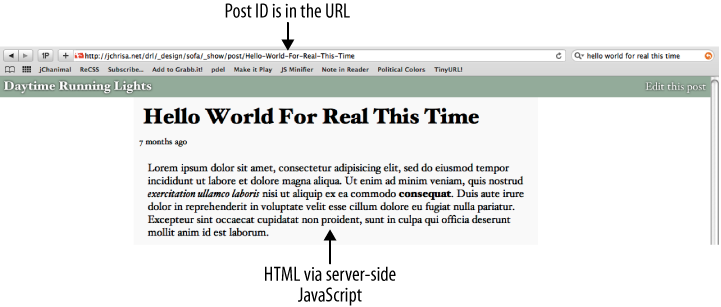 Post ID is in the URL
1P + http://jchrisa.net/drl/_design/sofa/_show/post/Hello-World-For-Real-This-Time hello world for real this time
jChanimal ReCSS Subscribe... Add to Grabb.it! pdel Make it Play JS Minifier Note in Reader Political Colors TinyURL!
Daytime Running Lights Edit this post
Hello World For Real This Time
7 months ago
Lorem ipsum dolor sit amet, consectetur adipisicing elit, sed do eiusmod tempor
incididunt ut labore et dolore magna aliqua. Ut enim ad minim veniam, quis nostrud
exercitation ullamco laboris nisi ut aliquip ex ea commodo consequat. Duis aute irure
dolor in reprehenderit in voluptate velit esse cillum dolore eu fugiat nulla pariatur.
Excepteur sint occaecat cupidatat non proident, sunt in culpa qui officia deserunt
mollit anim id est laborum.
HTML via server-side
JavaScript